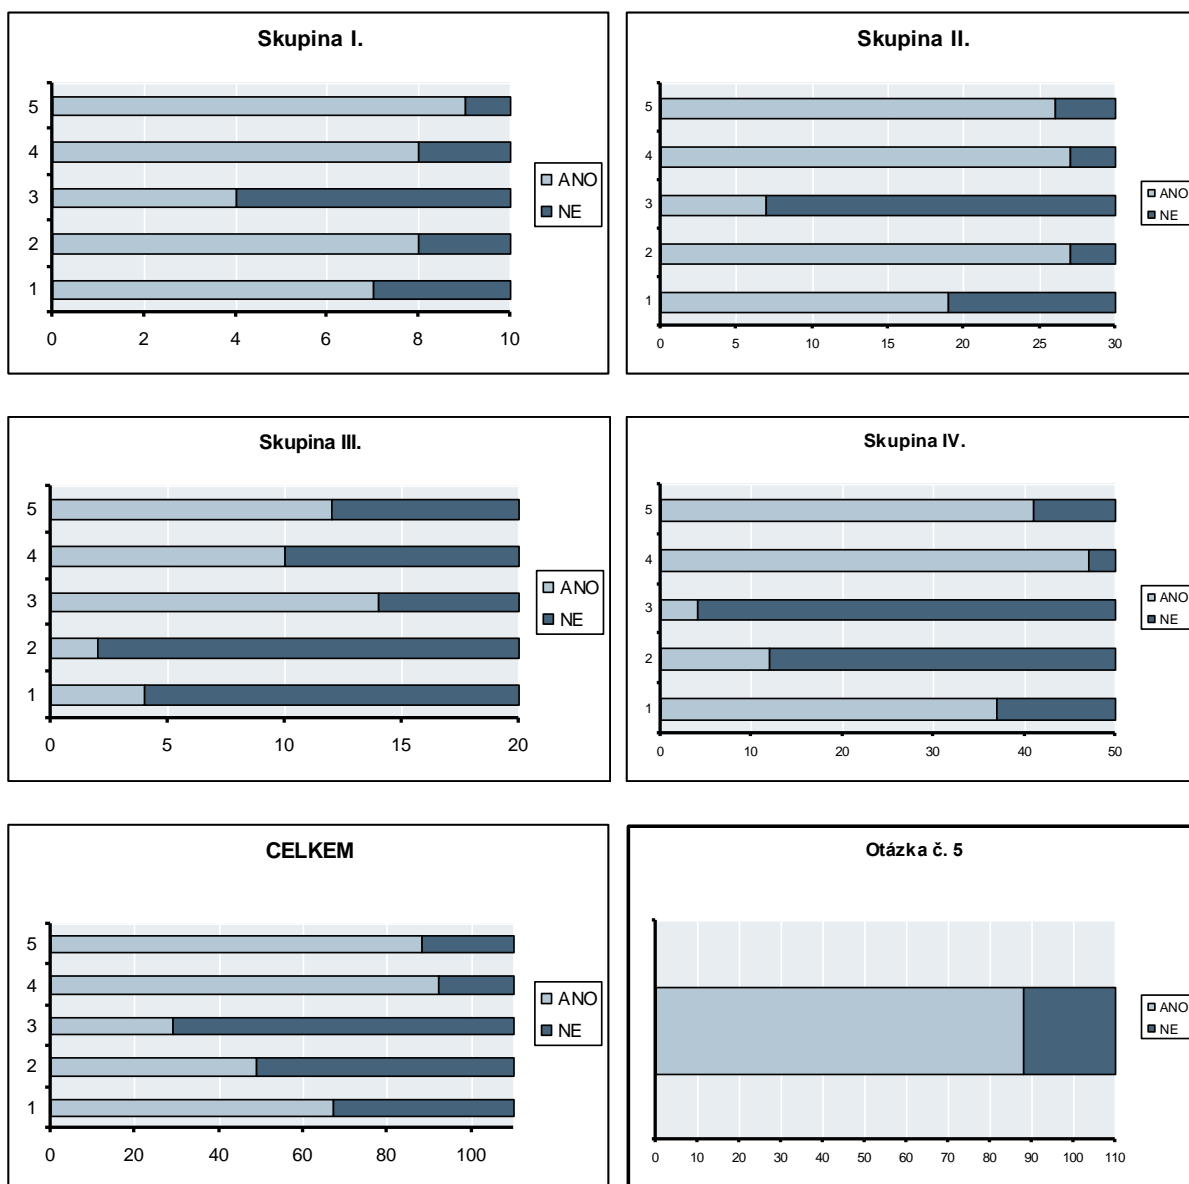 Skupina I.
5
4
3
2
1
0 2 4 6 8 10
ANO
NE
Skupina II.
5
4
3
2
1
0 5 10 15 20 25 30
ANO
NE
Skupina III.
5
4
3
2
1
0 5 10 15 20
ANO
NE
Skupina IV.
5
4
3
2
1
0 10 20 30 40 50
ANO
NE
CELKEM
5
4
3
2
1
0 20 40 60 80 100
ANO
NE
Otázka č. 5
0 10 20 30 40 50 60 70 80 90 100 110
ANO
NE